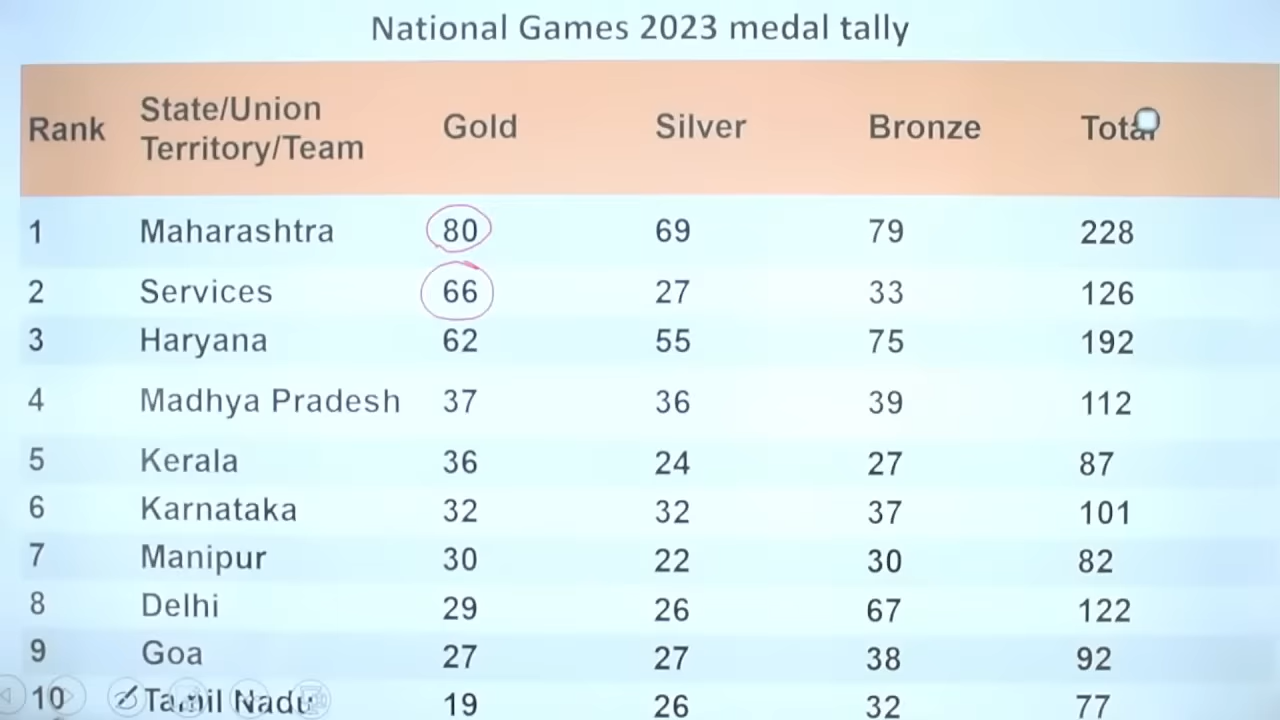 National Games 2023 medal tally
Rank State/Union Territory/Team Gold Silver Bronze Total
1 Maharashtra 80 69 79 228
2 Services 66 27 33 126
3 Haryana 62 55 75 192
4 Madhya Pradesh 37 36 39 112
5 Kerala 36 24 27 87
6 Karnataka 32 32 37 101
7 Manipur 30 22 30 82
8 Delhi 29 26 67 122
9 Goa 27 27 38 92
10 Tamil Nadu 19 26 32 77